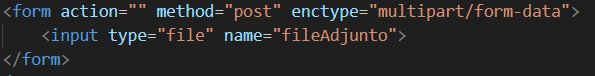 <form action="" method="post" enctype="multipart/form-data">
    <input type="file" name="fileAdjunto">
</form>